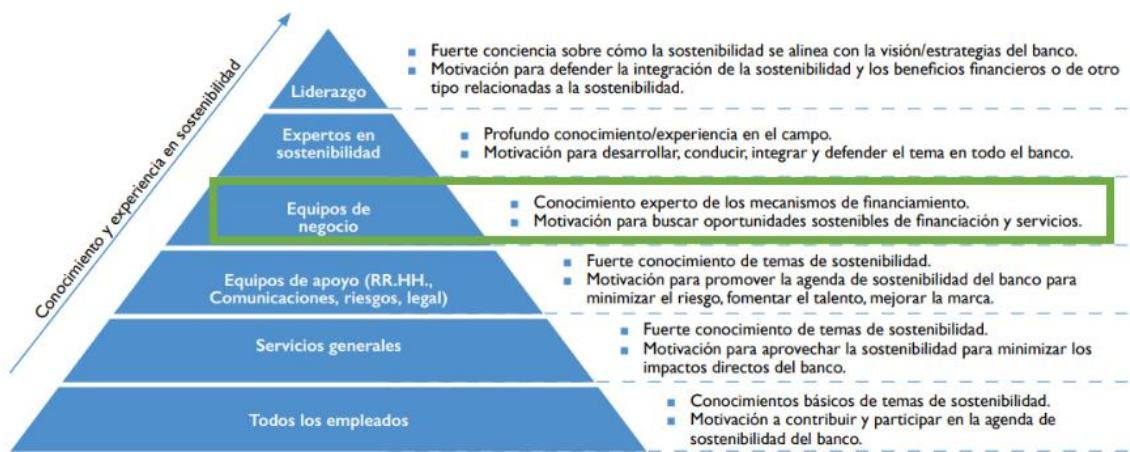 Conocimiento y experiencia en sostenibilidad
Liderazgo
■ Fuerte conciencia sobre cómo la sostenibilidad se alinea con la visión/estrategias del banco.
■ Motivación para defender la integración de la sostenibilidad y los beneficios financieros o de otro
tipo relacionadas a la sostenibilidad.
Expertos en
sostenibilidad
■ Profundo conocimiento/experiencia en el campo.
■ Motivación para desarrollar, conducir, integrar y defender el tema en todo el banco.
Equipos de
negocio
■ Conocimiento experto de los mecanismos de financiamiento.
■ Motivación para buscar oportunidades sostenibles de financiación y servicios.
Equipos de apoyo (RR.HH.,
Comunicaciones, riesgos, legal)
■ Fuerte conocimiento de temas de sostenibilidad.
■ Motivación para promover la agenda de sostenibilidad del banco para
minimizar el riesgo, fomentar el talento, mejorar la marca.
Servicios generales
■ Fuerte conocimiento de temas de sostenibilidad.
■ Motivación para aprovechar la sostenibilidad para minimizar los
impactos directos del banco.
Todos los empleados
■ Conocimientos básicos de temas de sostenibilidad.
■ Motivación a contribuir y participar en la agenda de
sostenibilidad del banco.